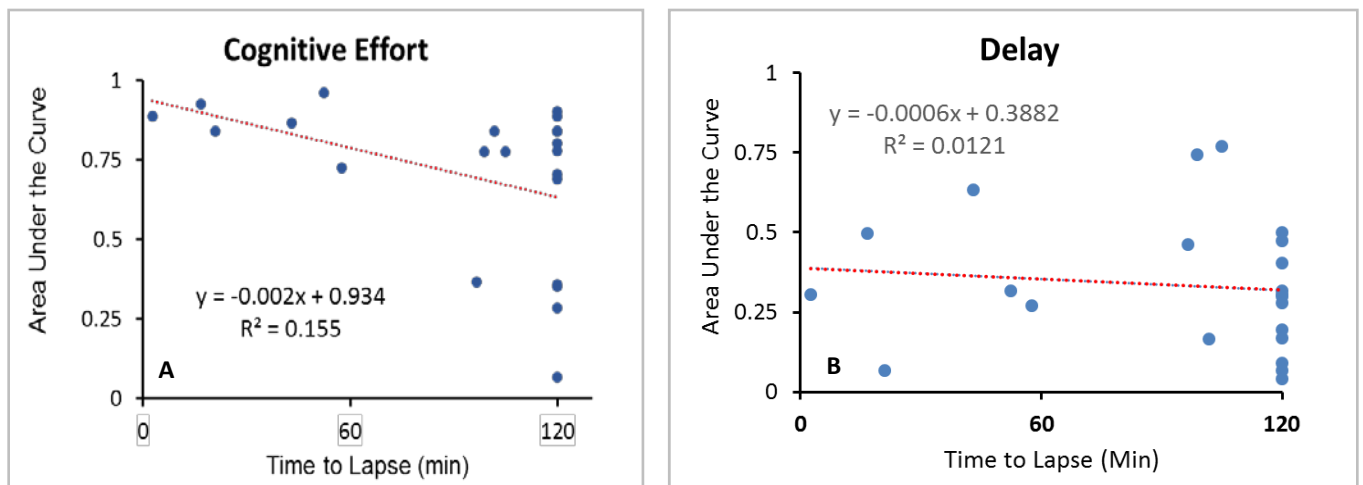 Cognitive Effort
Area Under the Curve
1
0.75
0.5
0.25
0
y = -0.002x + 0.934
R² = 0.155
A
0
60
120
Time to Lapse (min)
Delay
Area Under the Curve
1
0.75
0.5
0.25
0
y = -0.0006x + 0.3882
R² = 0.0121
B
0
60
120
Time to Lapse (Min)